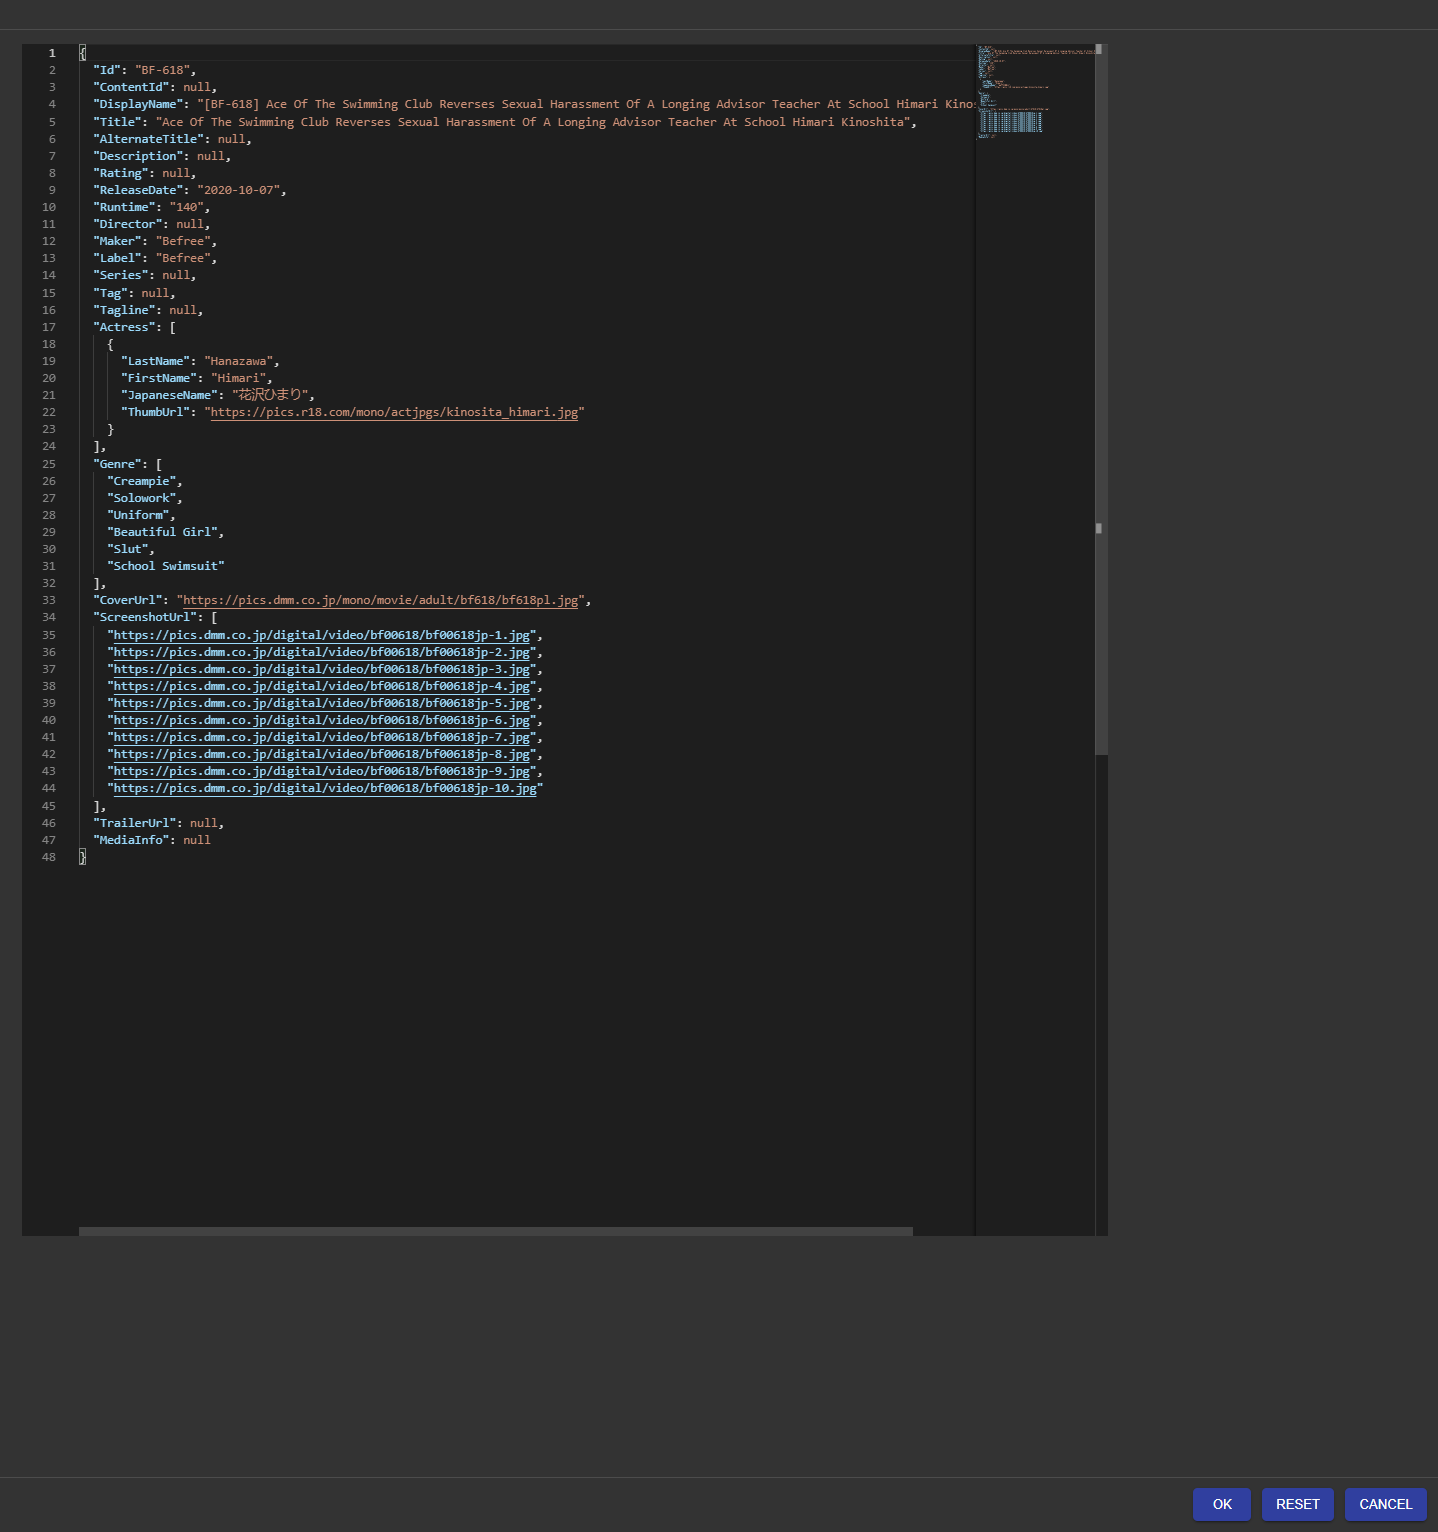 1 {
2 "Id": "BF-618",
3 "ContentId": null,
4 "DisplayName": "[BF-618] Ace Of The Swimming Club Reverses Sexual Harassment Of A Longing Advisor Teacher At School Himari Kinos
5 "Title": "Ace Of The Swimming Club Reverses Sexual Harassment Of A Longing Advisor Teacher At School Himari Kinoshita",
6 "AlternateTitle": null,
7 "Description": null,
8 "Rating": null,
9 "ReleaseDate": "2020-10-07",
10 "Runtime": "140",
11 "Director": null,
12 "Maker": "Befree",
13 "Label": "Befree",
14 "Series": null,
15 "Tag": null,
16 "Tagline": null,
17 "Actress": [
18 {
19 "LastName": "Hanazawa",
20 "FirstName": "Himari",
21 "JapaneseName": "花沢ひまり",
22 "ThumbUrl": "https://pics.r18.com/mono/actjpgs/kinosita_himari.jpg"
23 }
24 ],
25 "Genre": [
26 "Creampie",
27 "Solowork",
28 "Uniform",
29 "Beautiful Girl",
30 "Slut",
31 "School Swimsuit"
32 ],
33 "CoverUrl": "https://pics.dmm.co.jp/mono/movie/adult/bf618/bf618pl.jpg",
34 "ScreenshotUrl": [
35 "https://pics.dmm.co.jp/digital/video/bf00618/bf00618jp-1.jpg",
36 "https://pics.dmm.co.jp/digital/video/bf00618/bf00618jp-2.jpg",
37 "https://pics.dmm.co.jp/digital/video/bf00618/bf00618jp-3.jpg",
38 "https://pics.dmm.co.jp/digital/video/bf00618/bf00618jp-4.jpg",
39 "https://pics.dmm.co.jp/digital/video/bf00618/bf00618jp-5.jpg",
40 "https://pics.dmm.co.jp/digital/video/bf00618/bf00618jp-6.jpg",
41 "https://pics.dmm.co.jp/digital/video/bf00618/bf00618jp-7.jpg",
42 "https://pics.dmm.co.jp/digital/video/bf00618/bf00618jp-8.jpg",
43 "https://pics.dmm.co.jp/digital/video/bf00618/bf00618jp-9.jpg",
44 "https://pics.dmm.co.jp/digital/video/bf00618/bf00618jp-10.jpg"
45 ],
46 "TrailerUrl": null,
47 "MediaInfo": null
48 }
OK RESET CANCEL